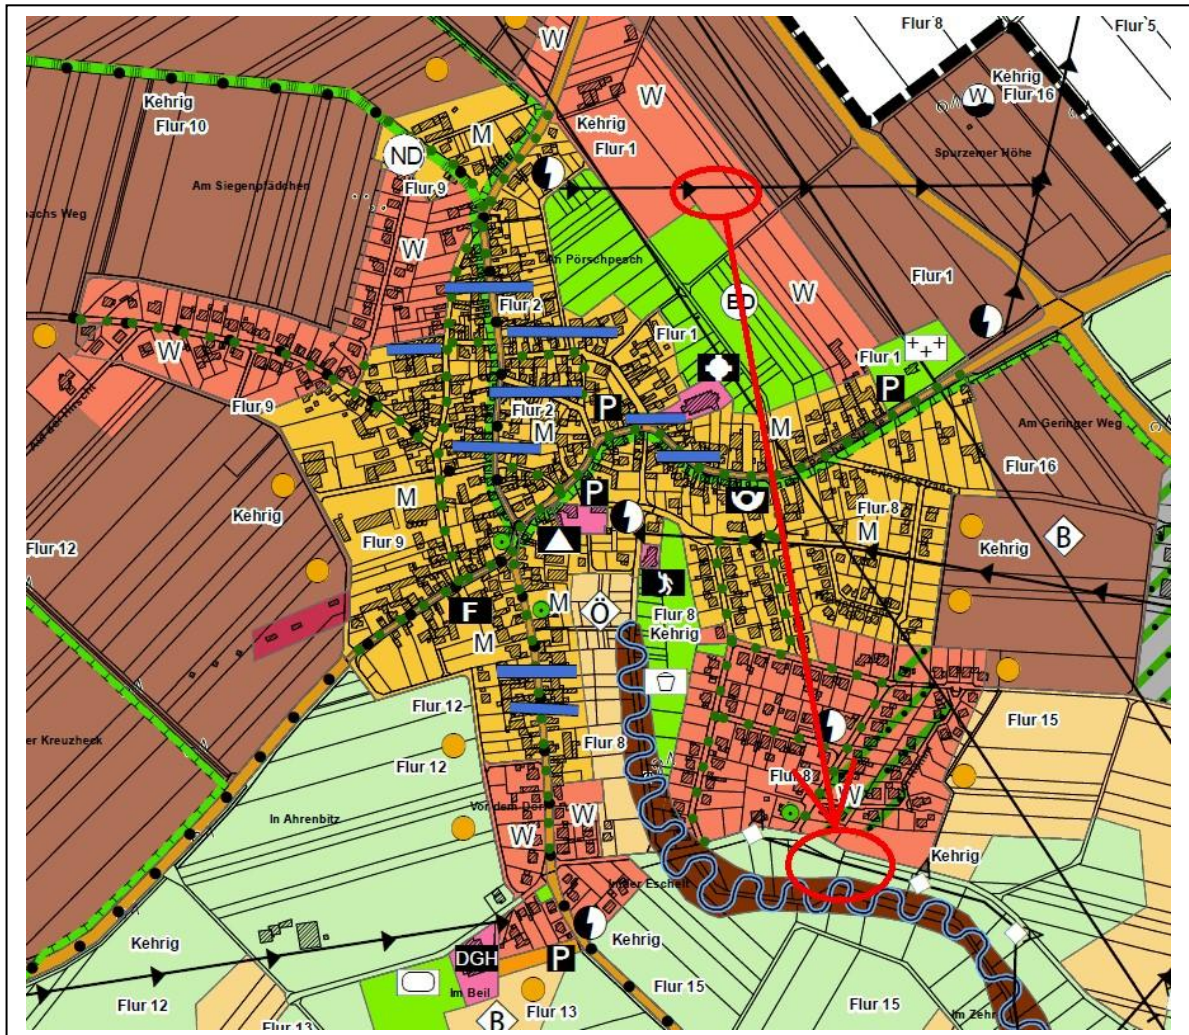 Flur 8
Flur 5
W
Kehrig
Flur 16
W
Kehrig
Flur 10
W
M
Kehrig
Flur 1
Spurzemer Höhe
ND
Flur 9
Am Siegenpfädchen
W
An Pörschpesch
Flur 1
Flur 2
BD
W
Flur 1
Flur 1
P
W
Flur 9
Flur 2
P
M
M
Am Geringer Weg
Flur 16
P
M
Flur 8
M
Kehrig
Flur 12
Flur 9
Kehrig
B
F
M
M
Ö
Flur 8
Kehrig
Flur 12
Flur 8
Flur 15
Flur 12
Flur 8
W
In Ahrenbitz
W
W
Kehrig
Kehrig
Kehrig
DGH
P
Flur 12
Im Beil
Flur 15
Flur 15
B
Flur 13
Flur 13